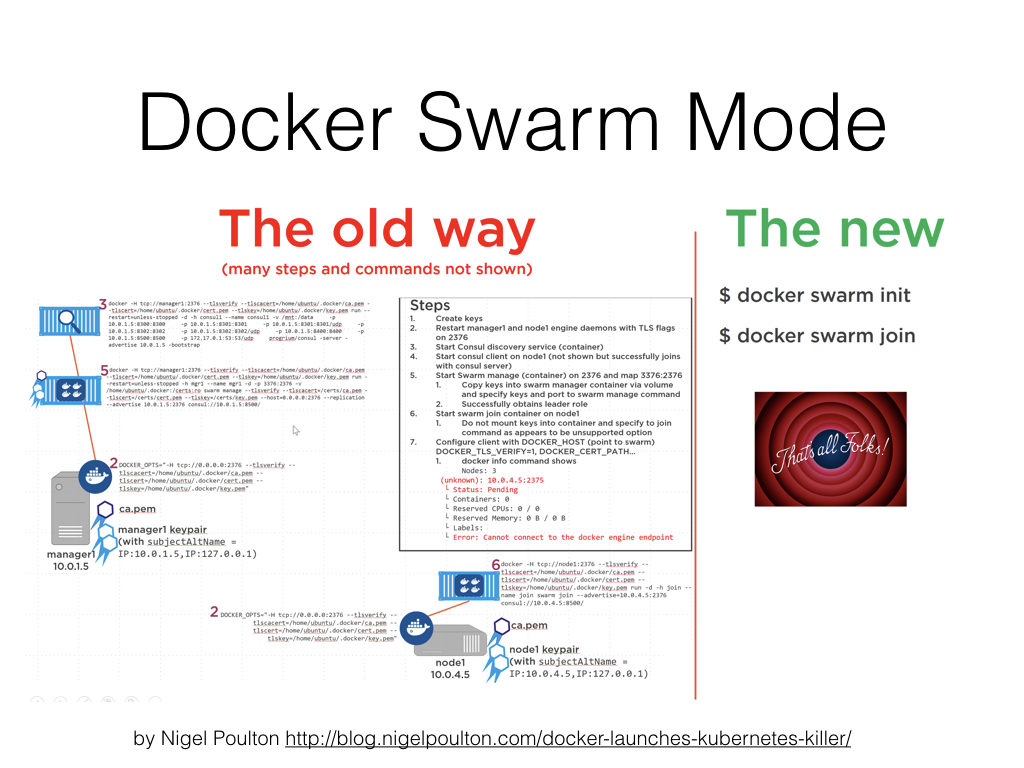 Docker Swarm Mode
The old way
(many steps and commands not shown)
The new
$ docker swarm init
$ docker swarm join
That's all Folks!
3
docker -H tcp://manager1:2376 --tlsverify --tlscacert=/home/ubuntu/.docker/ca.pem -
-tlscert=/home/ubuntu/.docker/cert.pem --tlskey=/home/ubuntu/.docker/key.pem run --
restart=unless-stopped -d -h consul1 --name consul1 -v /mnt:/data -p
10.0.1.5:8300:8300 -p 10.0.1.5:8301:8301 -p 10.0.1.5:8301:8301/udp -p
10.0.1.5:8302:8302 -p 10.0.1.5:8302:8302/udp -p 10.0.1.5:8400:8400 -p
10.0.1.5:8500:8500 -p 172.17.0.1:53:53/udp progrium/consul -server -
advertise 10.0.1.5 -bootstrap
5
docker -H tcp://manager1:2376 --tlsverify --tlscacert=/home/ubuntu/.docker/ca.pem -
-tlscert=/home/ubuntu/.docker/cert.pem --tlskey=/home/ubuntu/.docker/key.pem run -
-restart=unless-stopped -h mgr1 --name mgr1 -d -p 3376:2376 -v
/home/ubuntu/.docker/:/certs:ro swarm manage --tlsverify --tlscacert=/certs/ca.pem -
-tlscert=/certs/cert.pem --tlskey=/certs/key.pem --host=0.0.0.0:2376 --replication
--advertise 10.0.1.5:2376 consul://10.0.1.5:8500/
2
DOCKER_OPTS="-H tcp://0.0.0.0:2376 --tlsverify --
tlscacert=/home/ubuntu/.docker/ca.pem --
tlscert=/home/ubuntu/.docker/cert.pem --
tlskey=/home/ubuntu/.docker/key.pem"
ca.pem
manager1 keypair
(with subjectAltName =
IP:10.0.1.5,IP:127.0.0.1)
manager1
10.0.1.5
Steps
1. Create keys
2. Restart manager1 and node1 engine daemons with TLS flags
on 2376
3. Start Consul discovery service (container)
4. Start consul client on node1 (not shown but successfully joins
with consul server)
5. Start Swarm manage (container) on 2376 and map 3376:2376
1. Copy keys into swarm manager container via volume
and specify keys and port to swarm manage command
2. Successfully obtains leader role
6. Start swarm join container on node1
1. Do not mount keys into container and specify to join
command as appears to be unsupported option
7. Configure client with DOCKER_HOST (point to swarm)
DOCKER_TLS_VERIFY=1, DOCKER_CERT_PATH...
1. docker info command shows
Nodes: 3
(unknown): 10.0.4.5:2375
└ Status: Pending
└ Containers: 0
└ Reserved CPUs: 0 / 0
└ Reserved Memory: 0 B / 0 B
└ Labels:
└ Error: Cannot connect to the docker engine endpoint
6
docker -H tcp://node1:2376 --tlsverify --
tlscacert=/home/ubuntu/.docker/ca.pem --
tlscert=/home/ubuntu/.docker/cert.pem --
tlskey=/home/ubuntu/.docker/key.pem run -d -h join --
name join swarm join --advertise=10.0.4.5:2376
consul://10.0.4.5:8500/
2
DOCKER_OPTS="-H tcp://0.0.0.0:2376 --tlsverify --
tlscacert=/home/ubuntu/.docker/ca.pem --
tlscert=/home/ubuntu/.docker/cert.pem --
tlskey=/home/ubuntu/.docker/key.pem"
ca.pem
node1 keypair
(with subjectAltName =
IP:10.0.4.5,IP:127.0.0.1)
node1
10.0.4.5
by Nigel Poulton http://blog.nigelpoulton.com/docker-launches-kubernetes-killer/